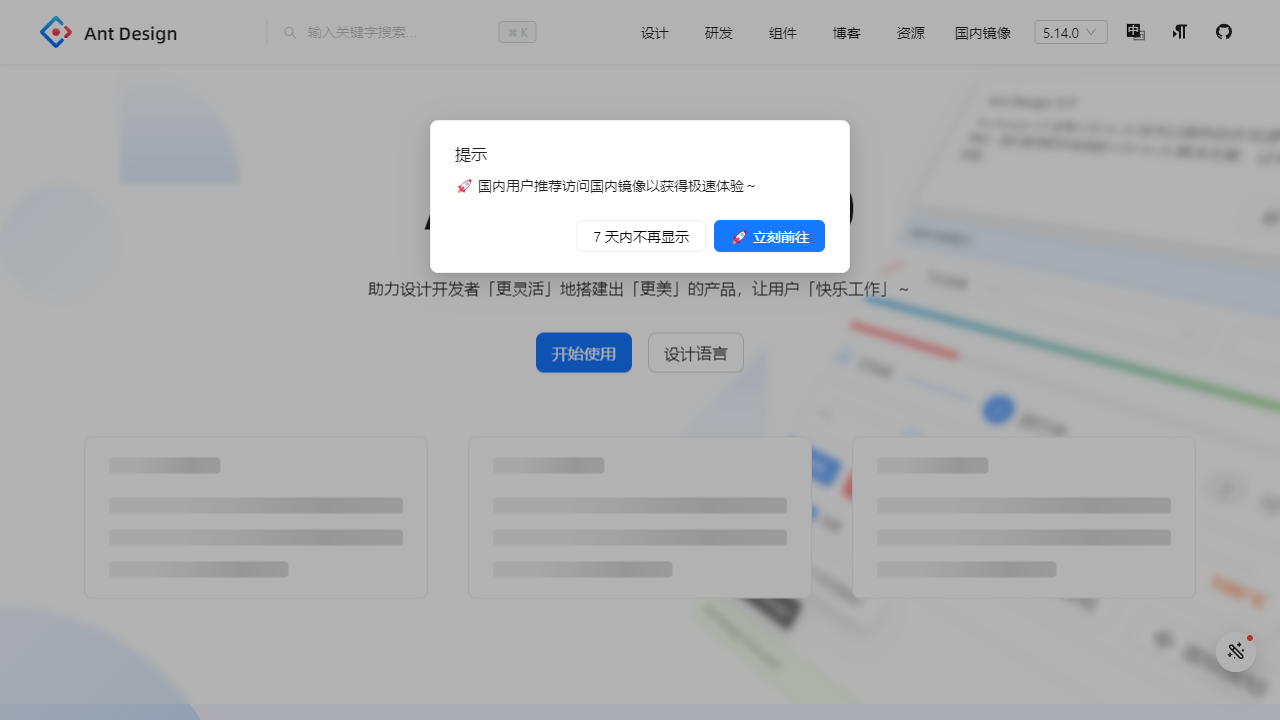 Ant Design
输入关键字搜索...
⌘ K
设计
研发
组件
博客
资源
国内镜像
5.14.0
提示
🚀 国内用户推荐访问国内镜像以获得极速体验～
7 天内不再显示
🚀 立刻前往
助力设计开发者「更灵活」地搭建出「更美」的产品，让用户「快乐工作」～
开始使用
设计语言